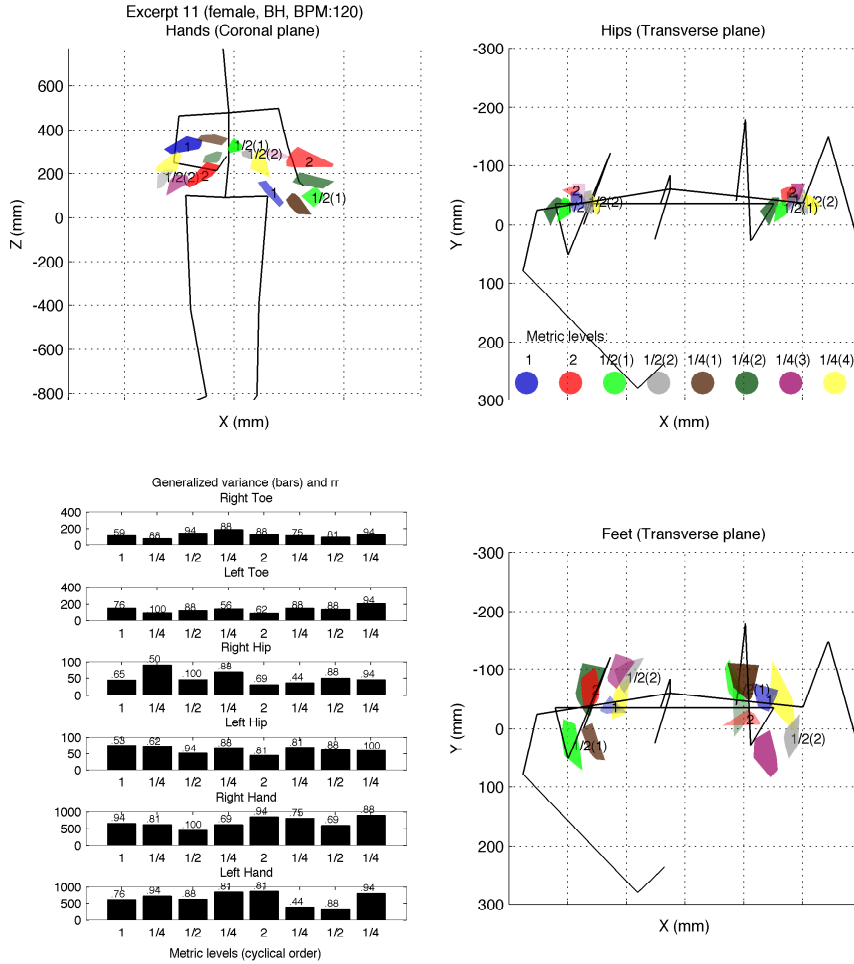 Excerpt 11 (female, BH, BPM:120)
Hands (Coronal plane)
600
400
200
0
-200
-400
-600
-800
Z (mm)
X (mm)
1
1/2(1)
1/2(2)
2
1/2(2)
2
1
1/2(1)
Hips (Transverse plane)
-300
-200
-100
0
100
200
300
Y (mm)
X (mm)
2
1/2(2)
1/2
2
1/2(2)
1/2(1)
Metric levels:
1 2 1/2(1) 1/2(2) 1/4(1) 1/4(2) 1/4(3) 1/4(4)
Generalized variance (bars) and rr
Right Toe
400
200
0
.59 .88 .94 .88 .88 .75 .81 .94
1 1/4 1/2 1/4 2 1/4 1/2 1/4
Left Toe
400
200
0
.76 .100 .88 .56 .62 .88 .88 .94
1 1/4 1/2 1/4 2 1/4 1/2 1/4
Right Hip
100
50
0
.65 .50 .100 .88 .69 .44 .88 .94
1 1/4 1/2 1/4 2 1/4 1/2 1/4
Left Hip
100
50
0
.53 .62 .94 .88 .81 .81 .88 .100
1 1/4 1/2 1/4 2 1/4 1/2 1/4
Right Hand
1000
500
0
.94 .81 .100 .69 .94 .75 .69 .88
1 1/4 1/2 1/4 2 1/4 1/2 1/4
Left Hand
1000
500
0
.76 .94 .88 .81 .81 .44 .88 .94
1 1/4 1/2 1/4 2 1/4 1/2 1/4
Metric levels (cyclical order)
Feet (Transverse plane)
-300
-200
-100
0
100
200
300
Y (mm)
X (mm)
1/2(2)
2
1
1/2(1)
1/2(1)
1
2
1/2(2)